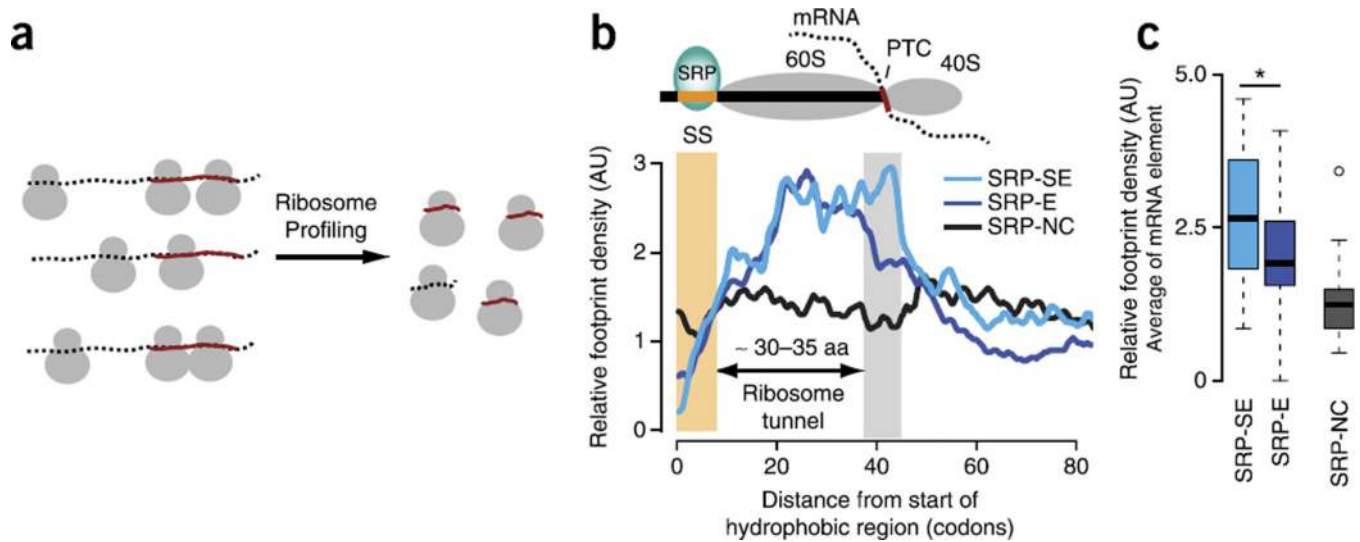 a
Ribosome
Profiling
b
mRNA
PTC
60S
40S
SRP
SS
Relative footprint density (AU)
3
2
1
0
SRP-SE
SRP-E
SRP-NC
~ 30–35 aa
Ribosome
tunnel
0 20 40 60 80
Distance from start of
hydrophobic region (codons)
c
Relative footprint density (AU)
Average of mRNA element
5.0
2.5
0
*
SRP-SE
SRP-E
SRP-NC